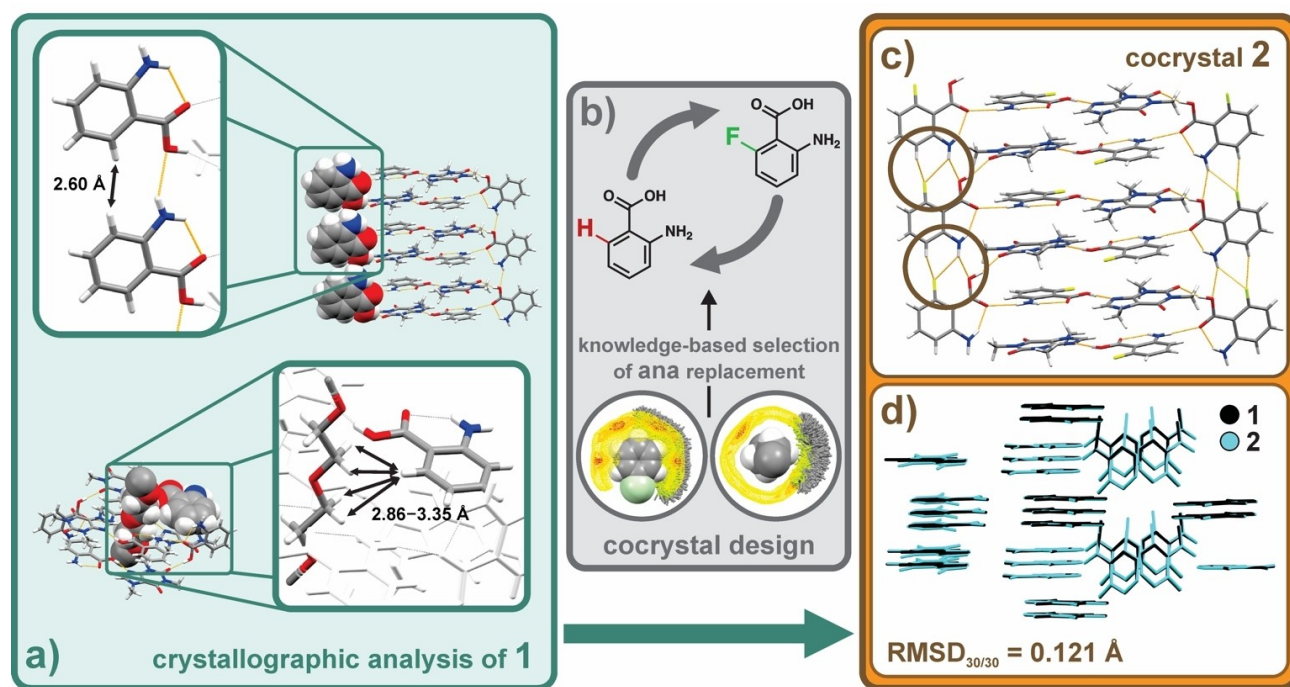 2.60 Å
2.86–3.35 Å
a)
crystallographic analysis of 1
b)
O
OH
F
NH₂
O
OH
H
NH₂
knowledge-based selection
of ana replacement
cocrystal design
c)
cocrystal 2
d)
1
2
RMSD₃₀/₃₀ = 0.121 Å